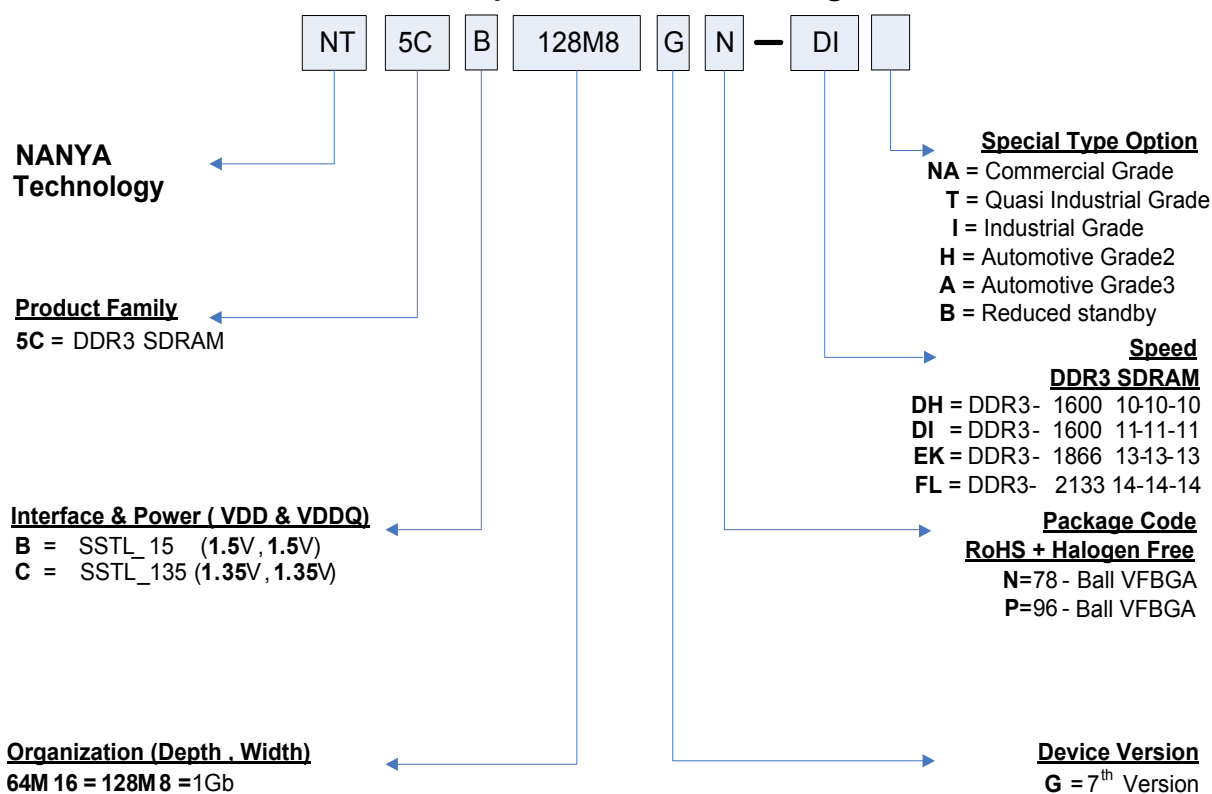 NT 5C B 128M8 G N – DI
NANYA
Technology
Product Family
5C = DDR3 SDRAM
Interface & Power ( VDD & VDDQ)
B = SSTL_15 (1.5V,1.5V)
C = SSTL_135 (1.35V,1.35V)
Organization (Depth , Width)
64M16 = 128M8 =1Gb
Special Type Option
NA = Commercial Grade
T = Quasi Industrial Grade
I = Industrial Grade
H = Automotive Grade2
A = Automotive Grade3
B = Reduced standby
Speed
DDR3 SDRAM
DH = DDR3- 1600 10-10-10
DI = DDR3- 1600 11-11-11
EK = DDR3- 1866 13-13-13
FL = DDR3- 2133 14-14-14
Package Code
RoHS + Halogen Free
N=78 - Ball VFBGA
P=96 - Ball VFBGA
Device Version
G = 7th Version